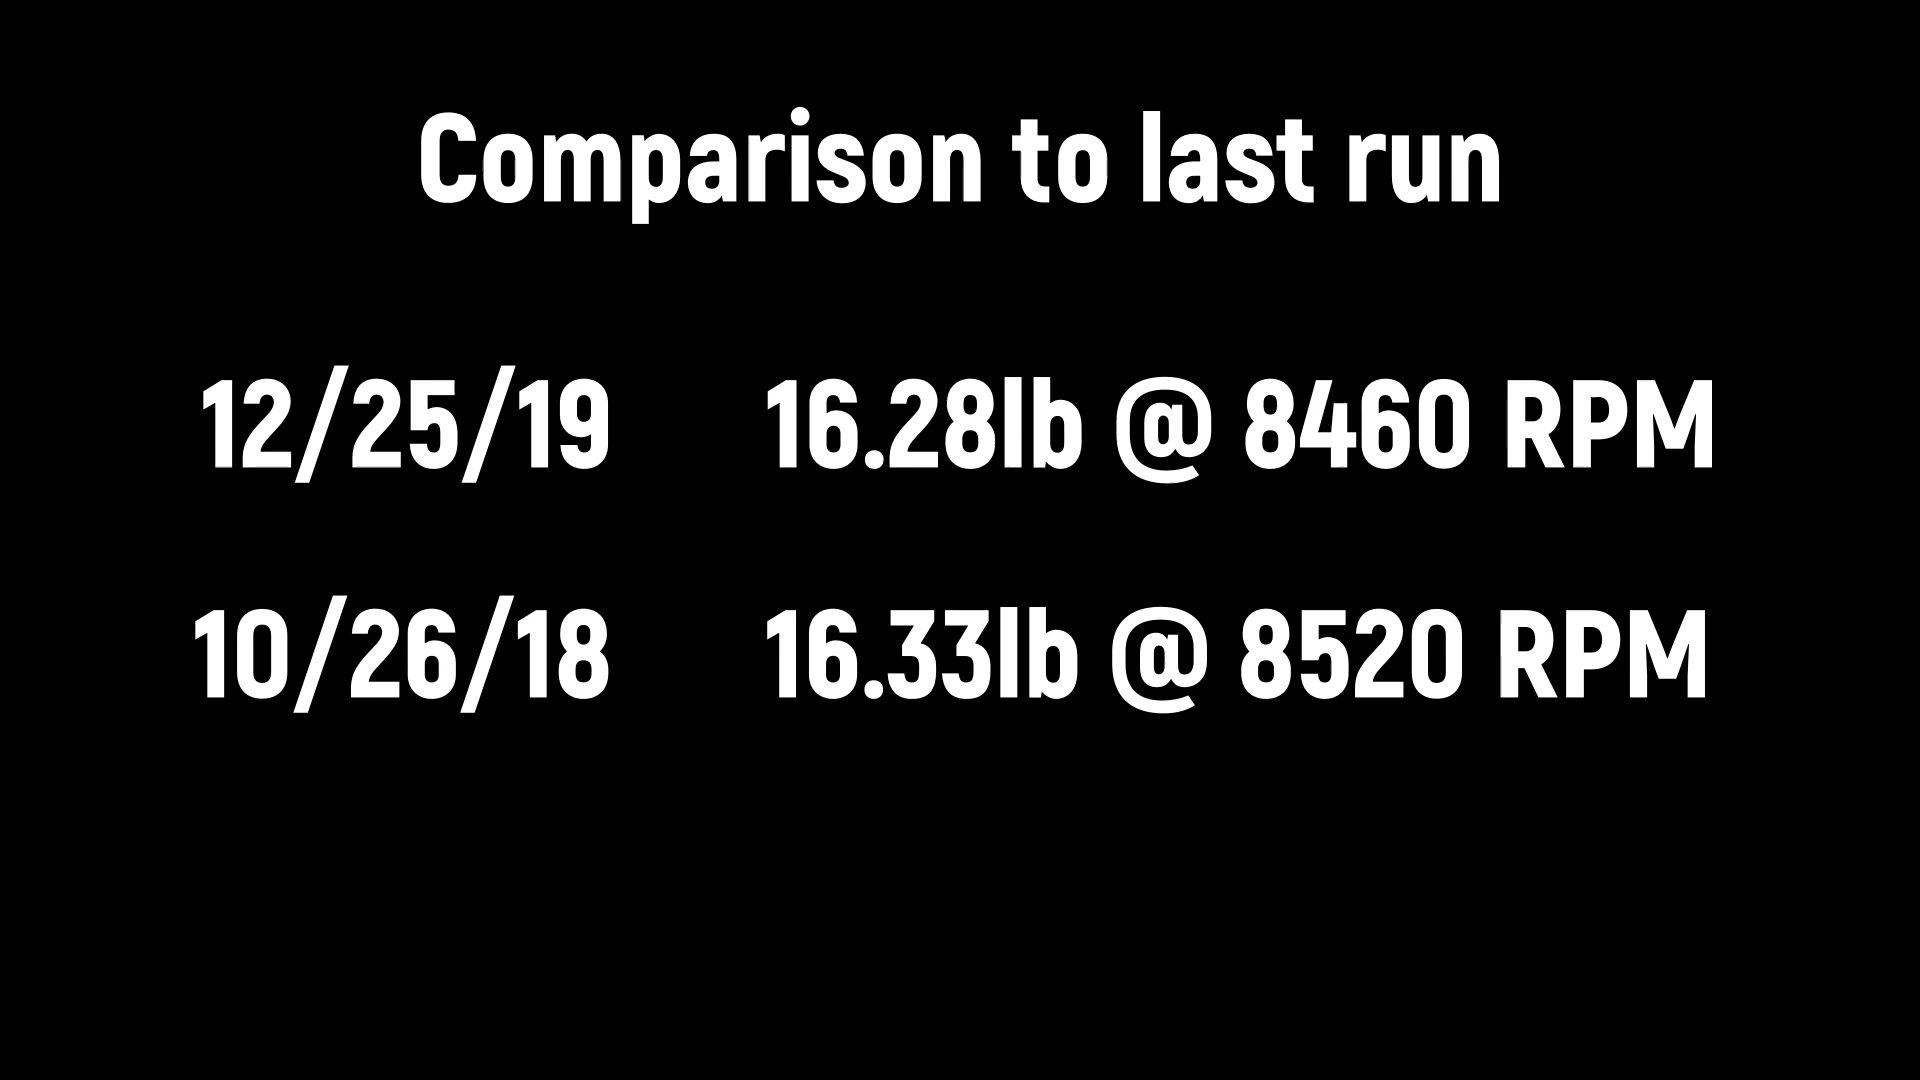 Comparison to last run
12/25/19 16.28lb @ 8460 RPM
10/26/18 16.33lb @ 8520 RPM